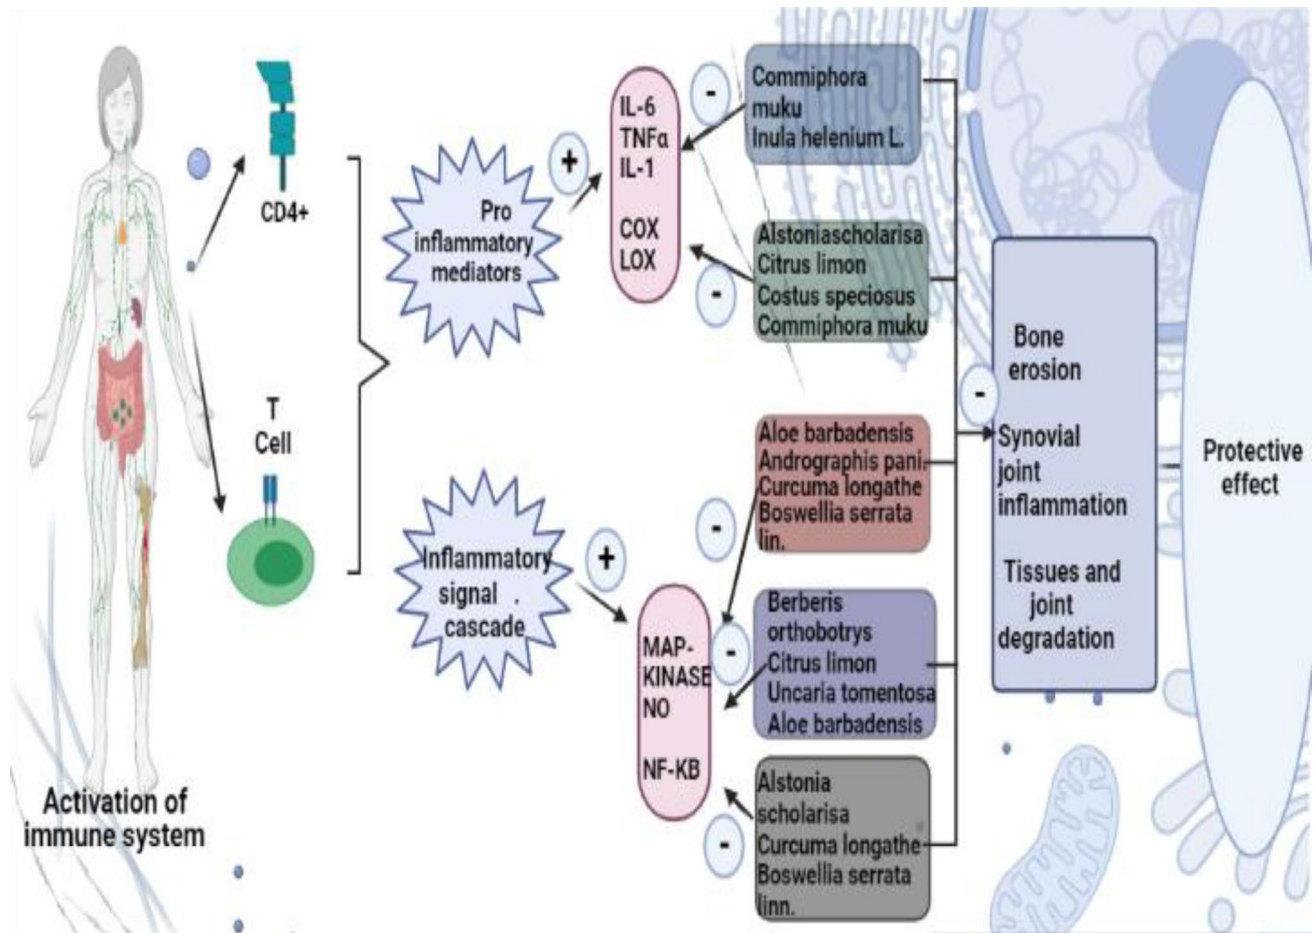 Activation of
immune system
CD4+
T
Cell
Pro
inflammatory
mediators
Inflammatory
signal .
cascade
+
IL-6
TNFα
IL-1
COX
LOX
+
MAP-
KINASE
NO
NF-KB
-
Commiphora
muku
Inula helenium L.
-
Alstoniascholarisa
Citrus limon
Costus speciosus
Commiphora muku
-
Aloe barbadensis
Andrographis pani.
Curcuma longathe
Boswellia serrata
lin.
-
Berberis
orthobotrys
Citrus limon
Uncaria tomentosa
Aloe barbadensis
-
Alstonia
scholarisa
Curcuma longathe
Boswellia serrata
linn.
-
Bone
erosion
Synovial
joint
inflammation
Tissues and
joint
degradation
Protective
effect